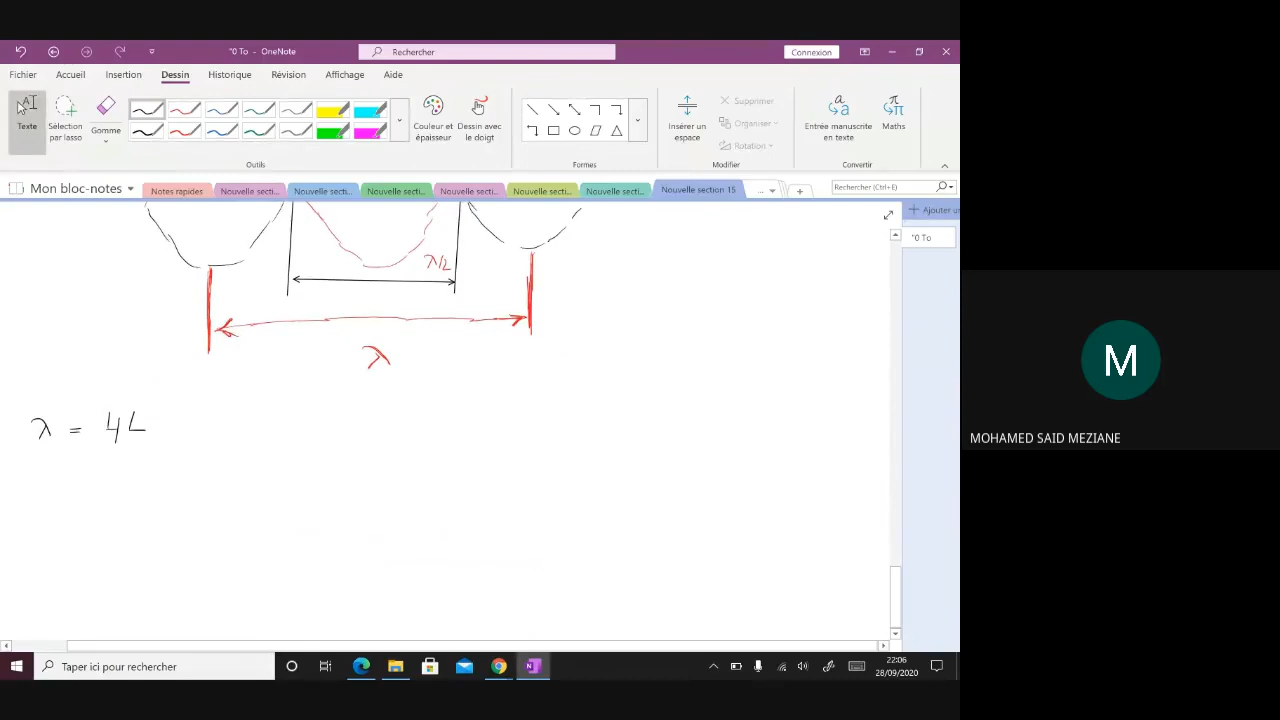 "0 To - OneNote
Rechercher
Connexion
Fichier
Accueil
Insertion
Dessin
Historique
Révision
Affichage
Aide
Texte
Sélection par lasso
Gomme
Couleur et épaisseur
Dessin avec le doigt
Insérer un espace
Supprimer
Organiser
Rotation
Entrée manuscrite en texte
Maths
Outils
Formes
Modifier
Convertir
Mon bloc-notes
Notes rapides
Nouvelle secti...
Nouvelle secti...
Nouvelle secti...
Nouvelle secti...
Nouvelle secti...
Nouvelle secti...
Nouvelle section 15
...
Rechercher (Ctrl+E)
Ajouter u
"0 To
λ/2
λ
λ = 4L
M
MOHAMED SAID MEZIANE
Taper ici pour rechercher
22:06
28/09/2020